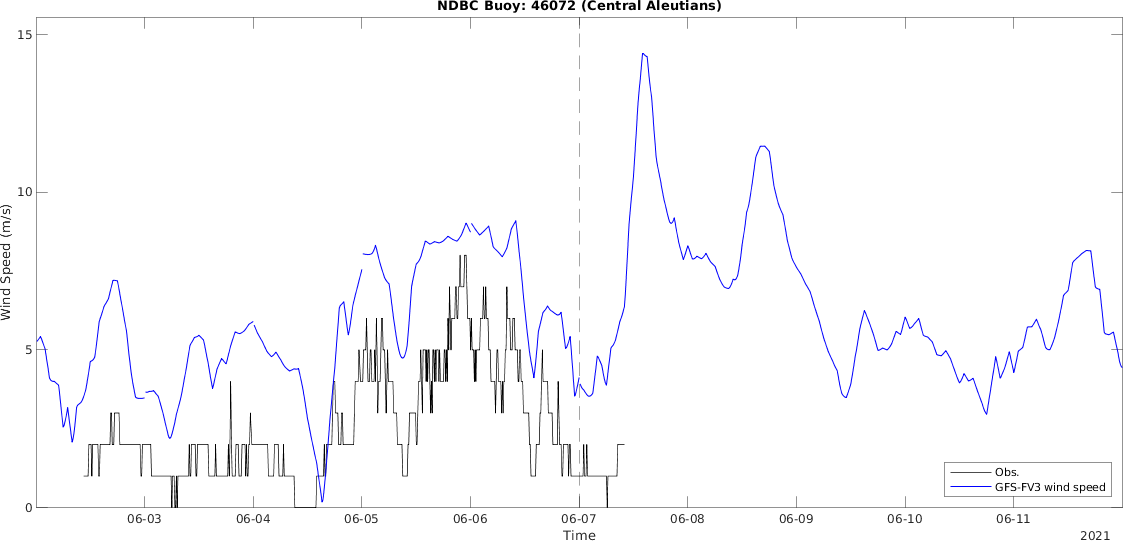 NDBC Buoy: 46072 (Central Aleutians)
15
10
5
0
Wind Speed (m/s)
06-03 06-04 06-05 06-06 06-07 06-08 06-09 06-10 06-11
Time
2021
Obs.
GFS-FV3 wind speed